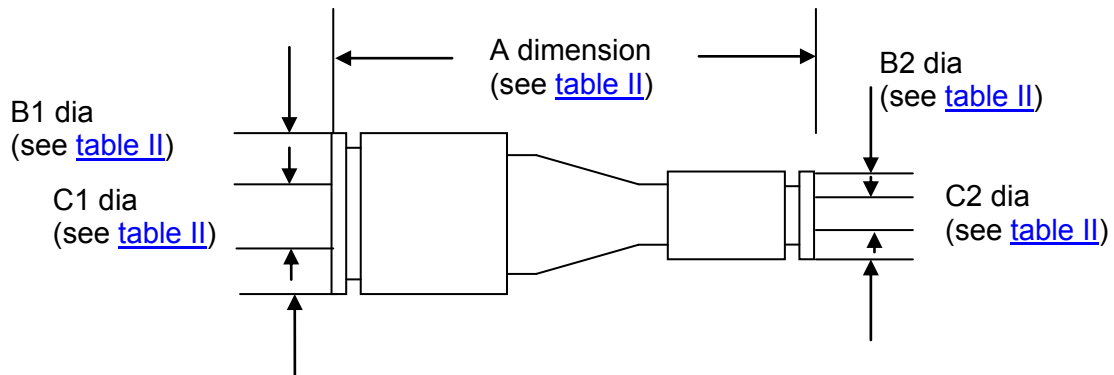 A dimension
(see table II)
B2 dia
(see table II)
B1 dia
(see table II)
C1 dia
(see table II)
C2 dia
(see table II)